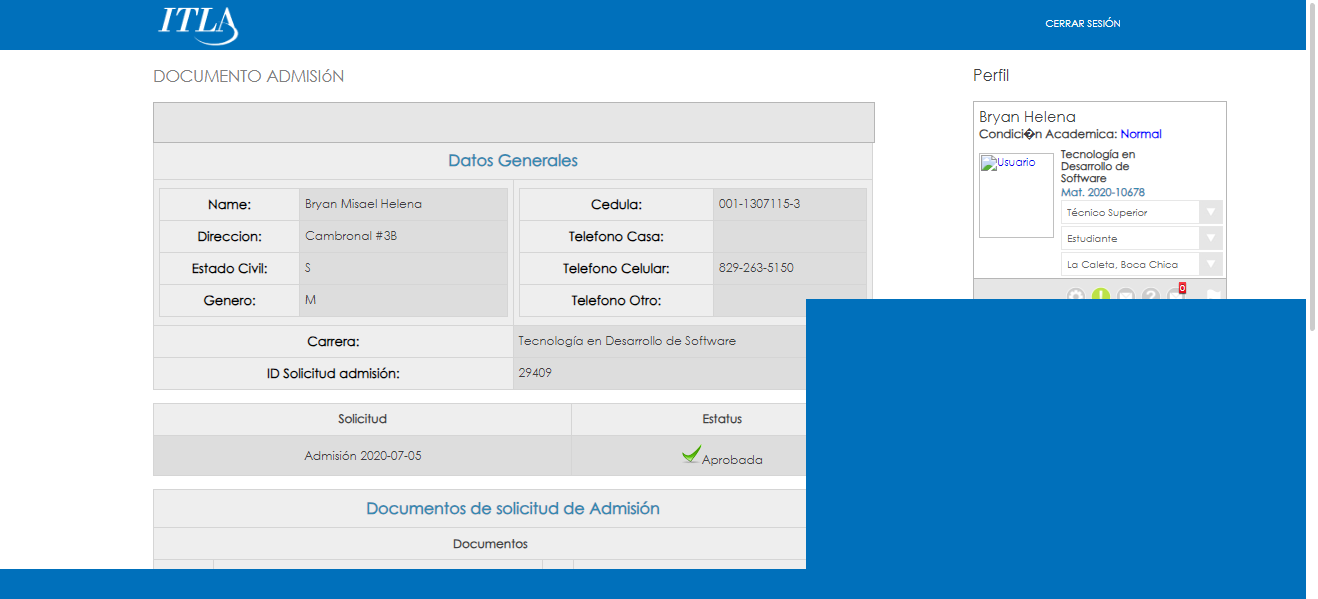 ITLA
CERRAR SESIÓN
DOCUMENTO ADMISIóN
Datos Generales
Name: Bryan Misael Helena
Cedula: 001-1307115-3
Direccion: Cambronal #3B
Telefono Casa:
Estado Civil: S
Telefono Celular: 829-263-5150
Genero: M
Telefono Otro:
Carrera: Tecnología en Desarrollo de Software
ID Solicitud admisión: 29409
Solicitud Estatus
Admisión 2020-07-05 Aprobada
Documentos de solicitud de Admisión
Documentos
Perfil
Bryan Helena
Condici�n Academica: Normal
Usuario
Tecnología en
Desarrollo de
Software
Mat. 2020-10678
Técnico Superior
Estudiante
La Caleta, Boca Chica
0